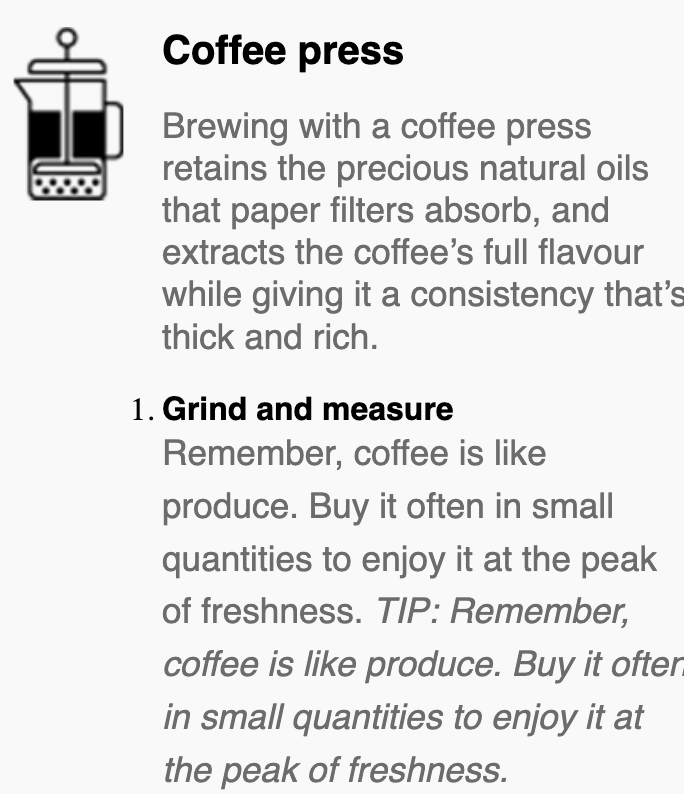 Coffee press
Brewing with a coffee press
retains the precious natural oils
that paper filters absorb, and
extracts the coffee’s full flavour
while giving it a consistency that’s
thick and rich.
1. Grind and measure
Remember, coffee is like
produce. Buy it often in small
quantities to enjoy it at the peak
of freshness. TIP: Remember,
coffee is like produce. Buy it often
in small quantities to enjoy it at
the peak of freshness.